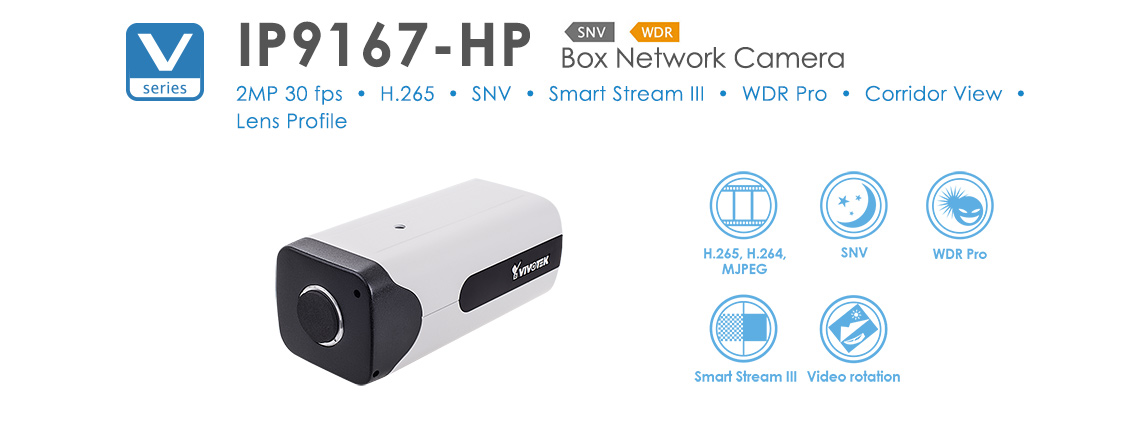 V
series
IP9167-HP
SNV
WDR
Box Network Camera
2MP 30 fps • H.265 • SNV • Smart Stream III • WDR Pro • Corridor View •
Lens Profile
VIVOTEK
H.265, H.264,
MJPEG
SNV
WDR Pro
Smart Stream III
Video rotation